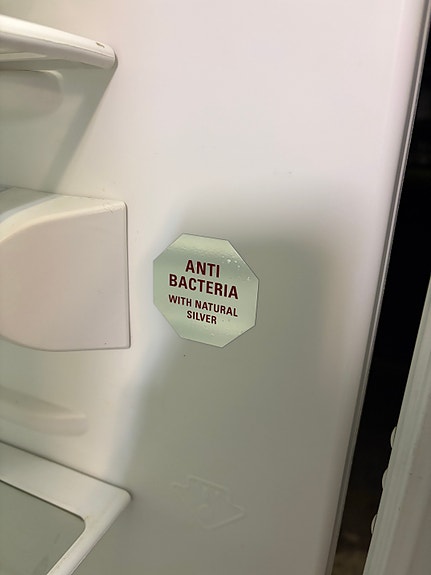 ANTI
BACTERIA
WITH NATURAL
SILVER